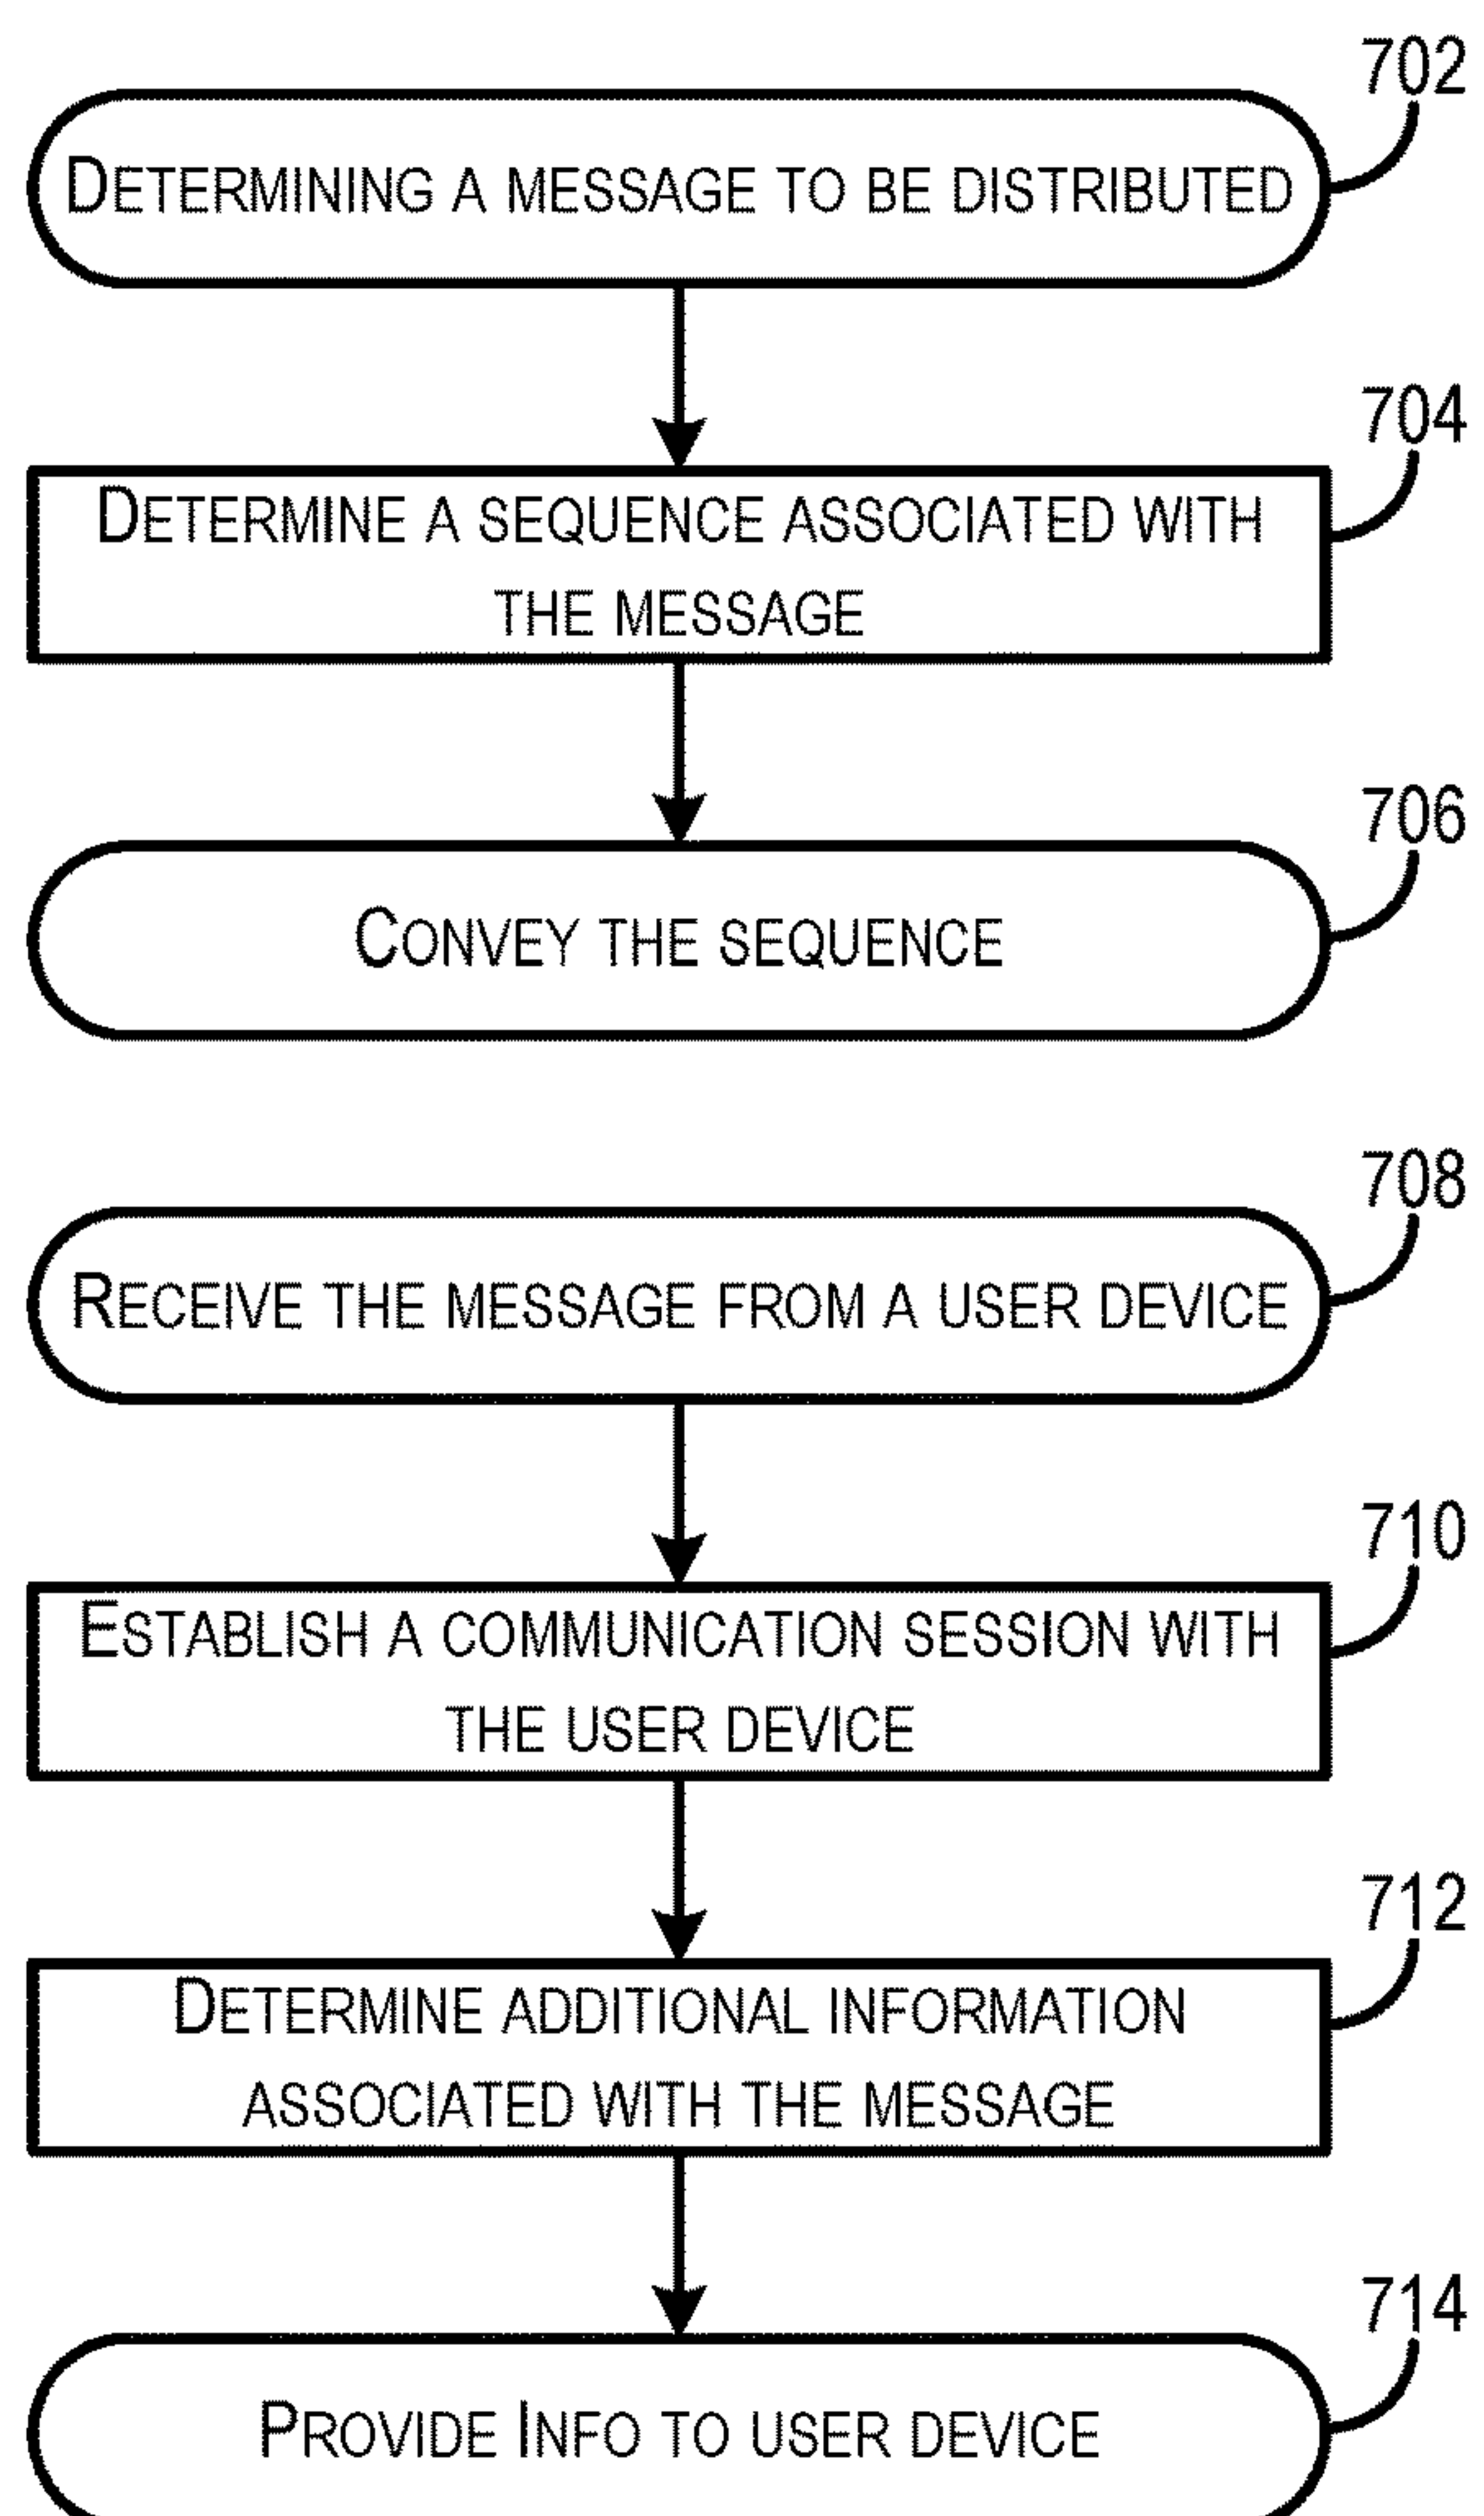 702
DETERMINING A MESSAGE TO BE DISTRIBUTED
704
DETERMINE A SEQUENCE ASSOCIATED WITH
THE MESSAGE
706
CONVEY THE SEQUENCE
708
RECEIVE THE MESSAGE FROM A USER DEVICE
710
ESTABLISH A COMMUNICATION SESSION WITH
THE USER DEVICE
712
DETERMINE ADDITIONAL INFORMATION
ASSOCIATED WITH THE MESSAGE
714
PROVIDE INFO TO USER DEVICE